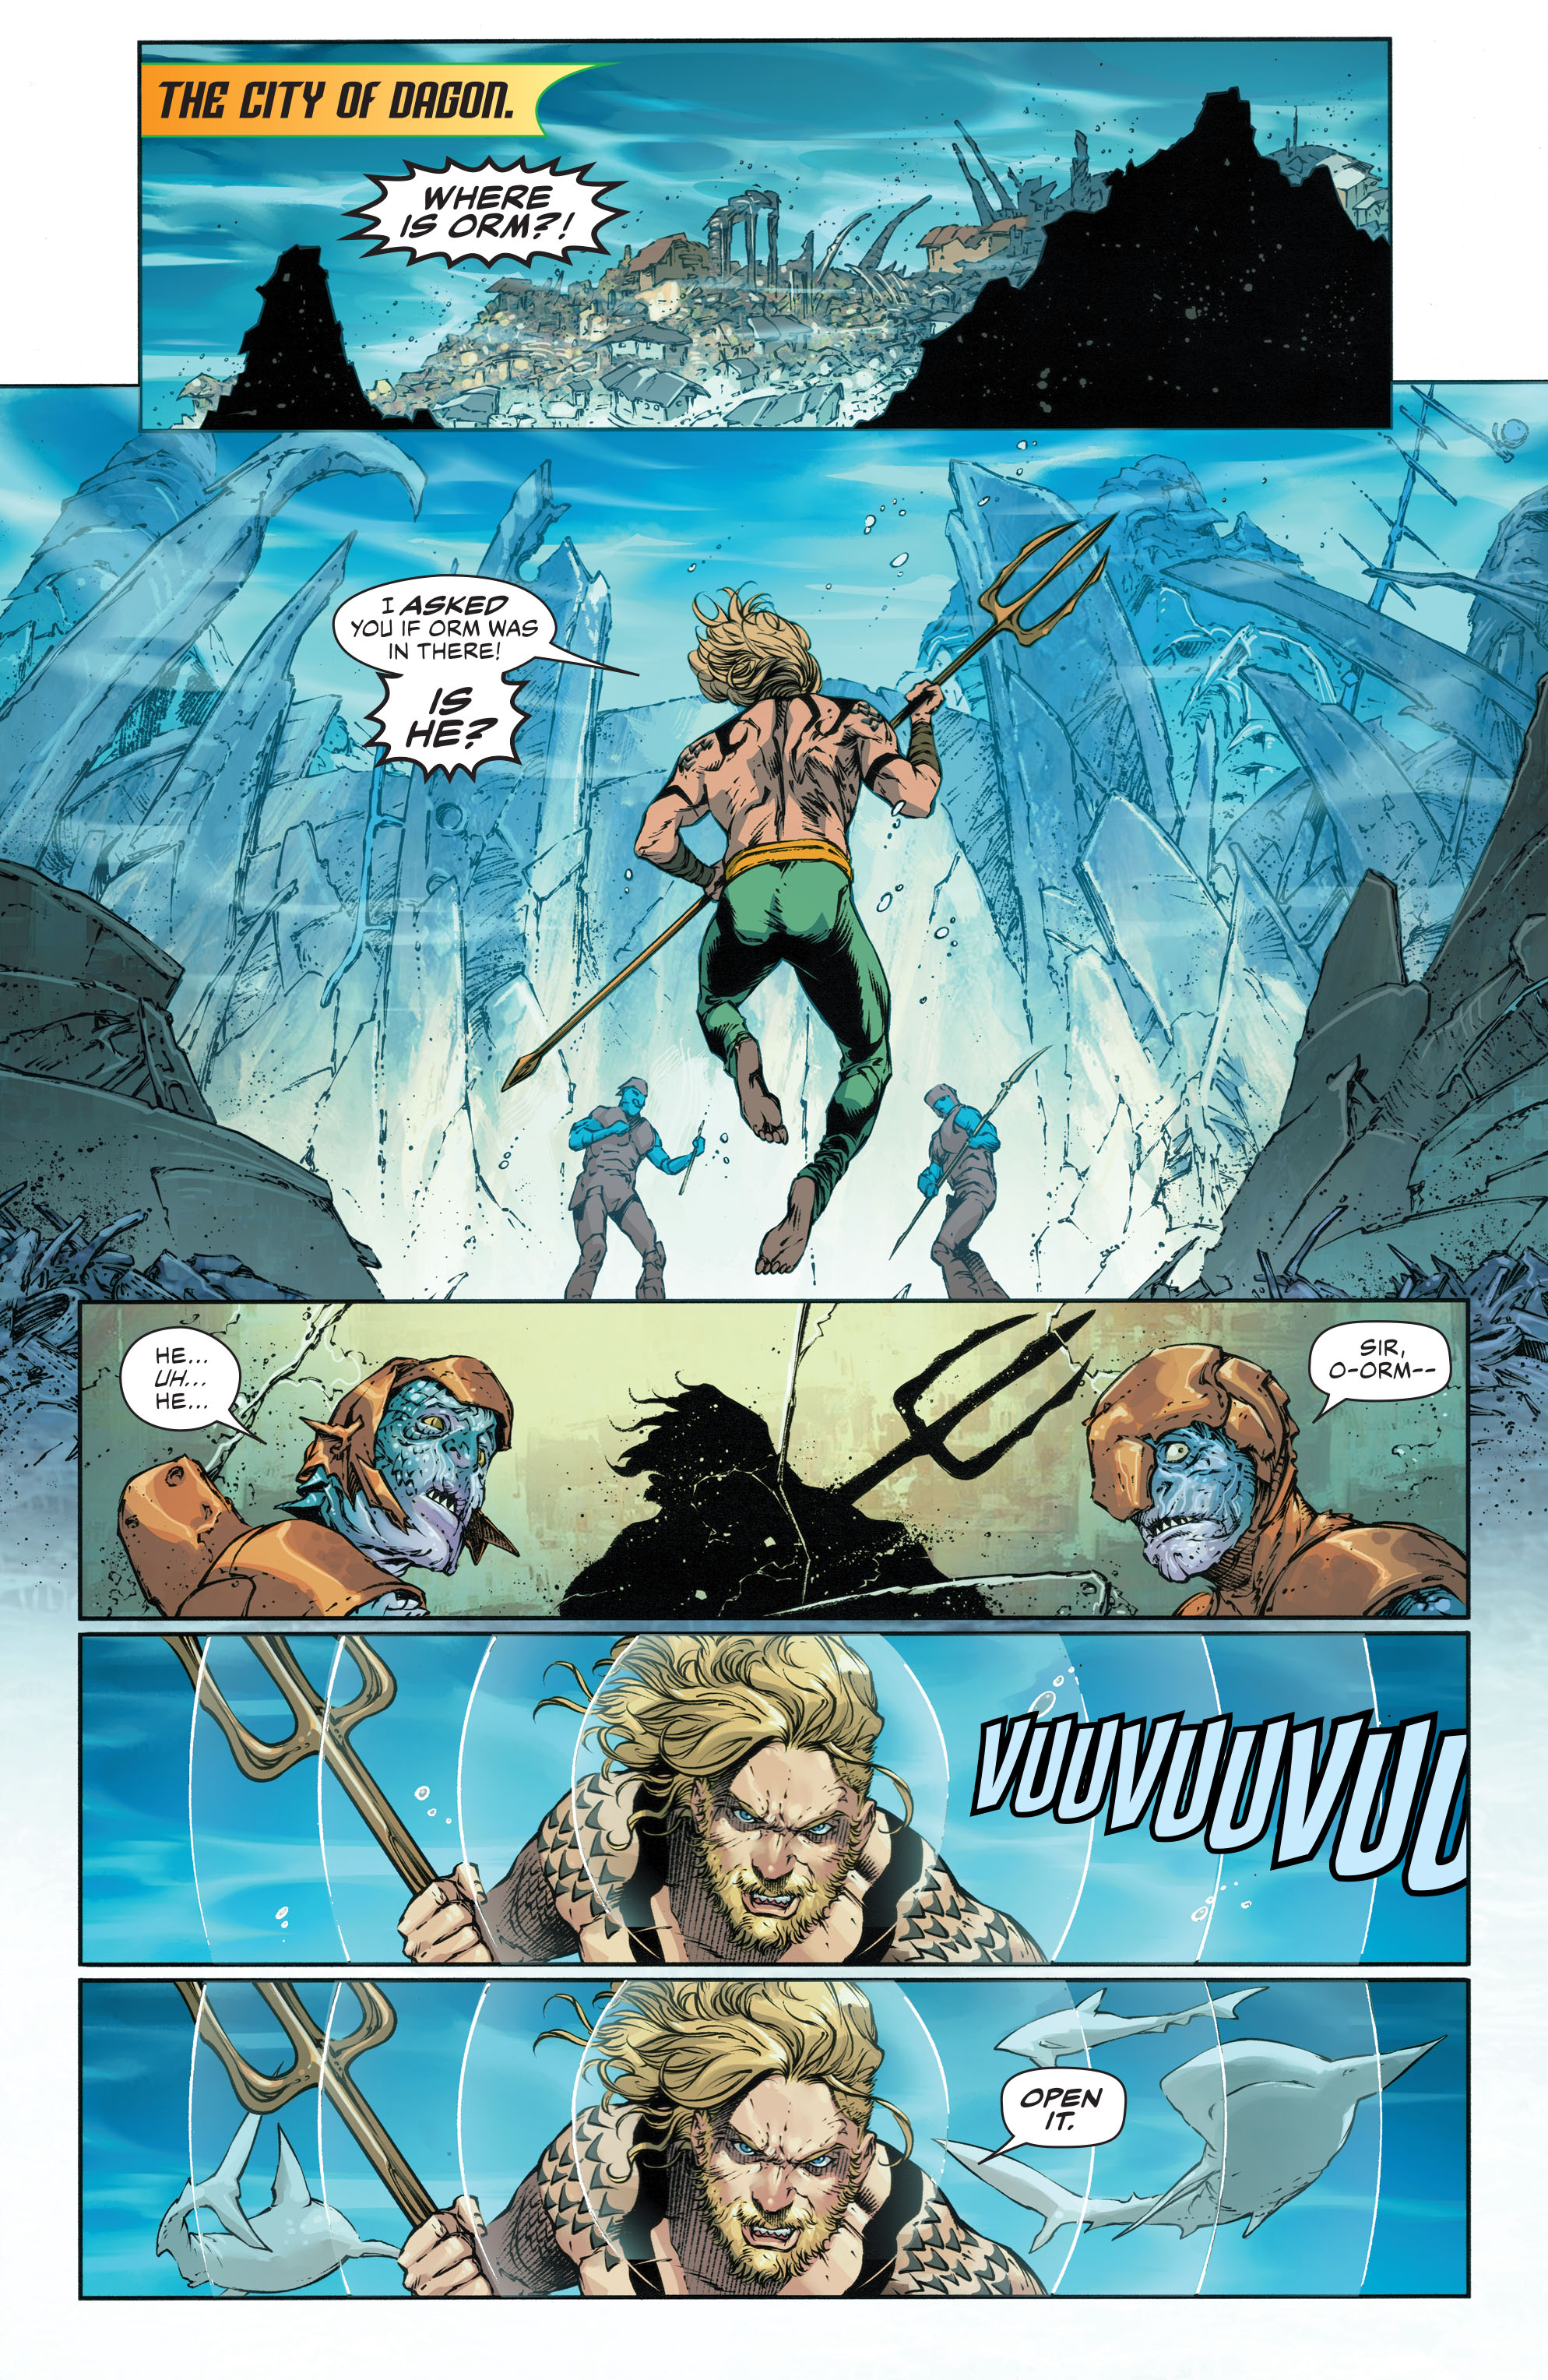 THE CITY OF DAGON.
WHERE
IS ORM?!
I ASKED
YOU IF ORM WAS
IN THERE!
IS
HE?
HE...
UH...
HE...
SIR,
O-ORM--
VUUVUUVUU
OPEN
IT.